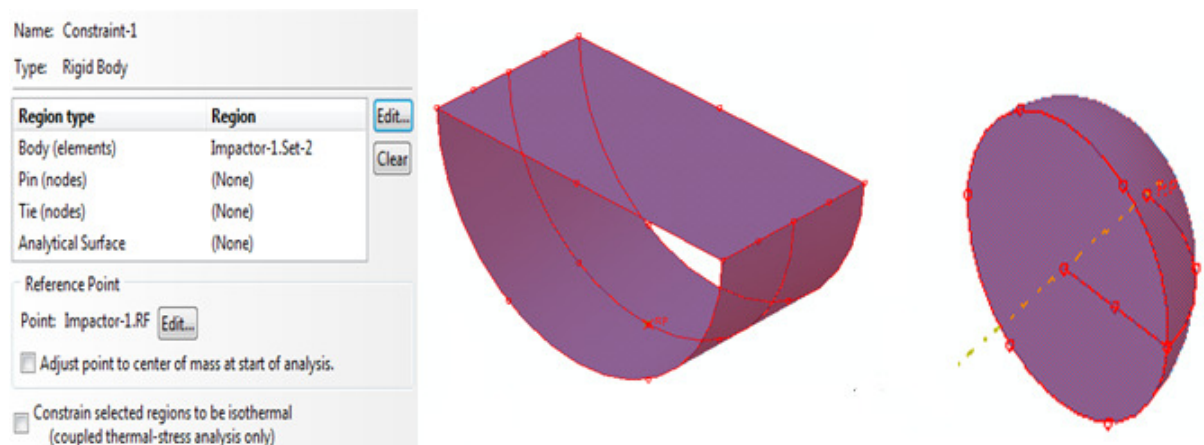 Name: Constraint-1
Type: Rigid Body
Region type Region
Body (elements) Impactor-1.Set-2
Pin (nodes) (None)
Tie (nodes) (None)
Analytical Surface (None)
Edit...
Clear
Reference Point
Point: Impactor-1.RF Edit...
Adjust point to center of mass at start of analysis.
Constrain selected regions to be isothermal
(coupled thermal-stress analysis only)